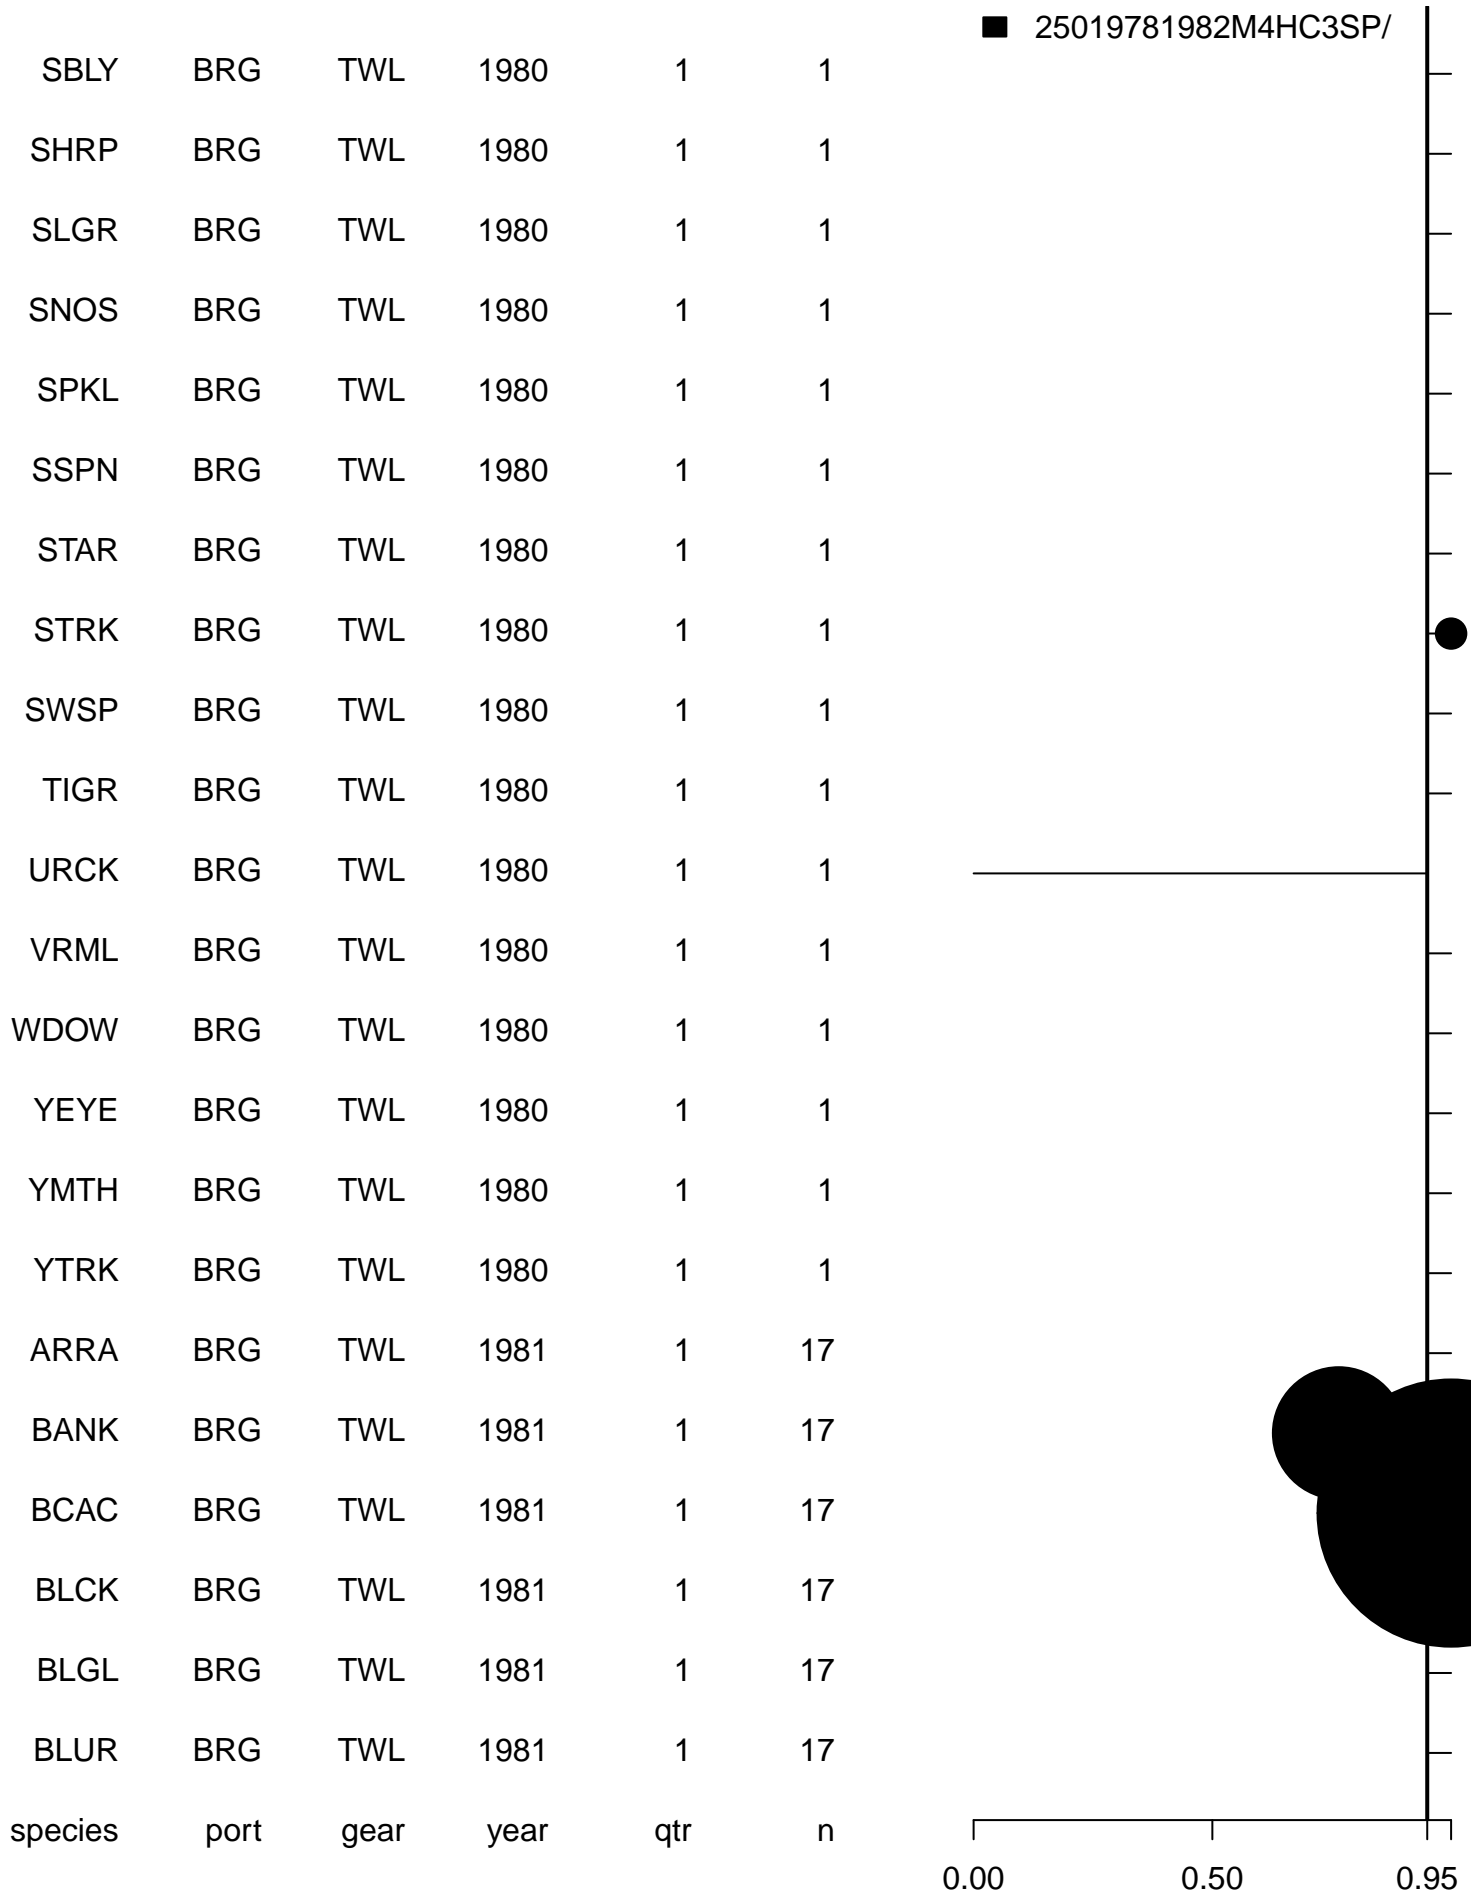 25019781982M4HC3SP/
SBLY BRG TWL 1980 1 1
SHRP BRG TWL 1980 1 1
SLGR BRG TWL 1980 1 1
SNOS BRG TWL 1980 1 1
SPKL BRG TWL 1980 1 1
SSPN BRG TWL 1980 1 1
STAR BRG TWL 1980 1 1
STRK BRG TWL 1980 1 1
SWSP BRG TWL 1980 1 1
TIGR BRG TWL 1980 1 1
URCK BRG TWL 1980 1 1
VRML BRG TWL 1980 1 1
WDOW BRG TWL 1980 1 1
YEYE BRG TWL 1980 1 1
YMTH BRG TWL 1980 1 1
YTRK BRG TWL 1980 1 1
ARRA BRG TWL 1981 1 17
BANK BRG TWL 1981 1 17
BCAC BRG TWL 1981 1 17
BLCK BRG TWL 1981 1 17
BLGL BRG TWL 1981 1 17
BLUR BRG TWL 1981 1 17
species port gear year qtr n
0.00 0.50 0.95